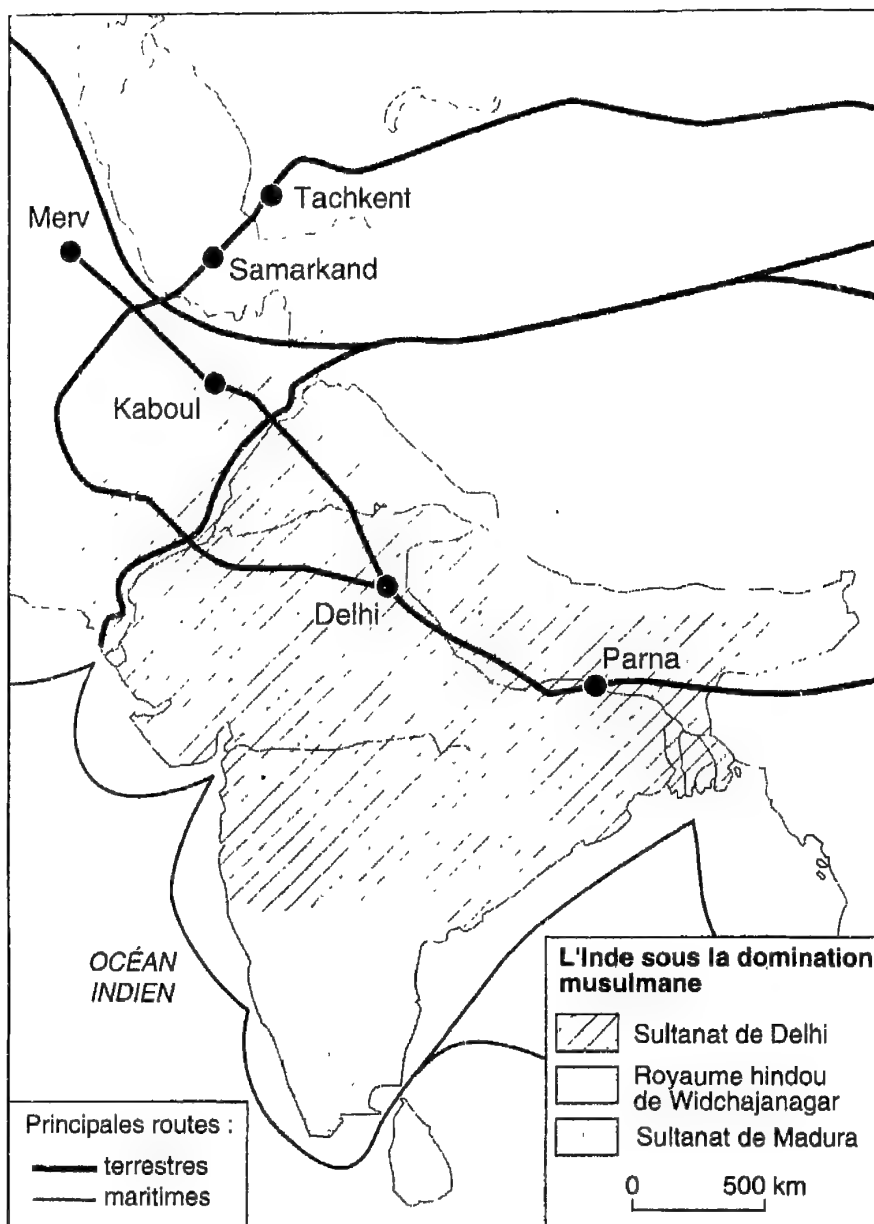 Tachkent
Merv
Samarkand
Kaboul
Delhi
Parna
OCÉAN
INDIEN
L'Inde sous la domination
musulmane
Sultanat de Delhi
Royaume hindou
de Widchajanagar
Sultanat de Madura
0 500 km
Principales routes :
terrestres
maritimes